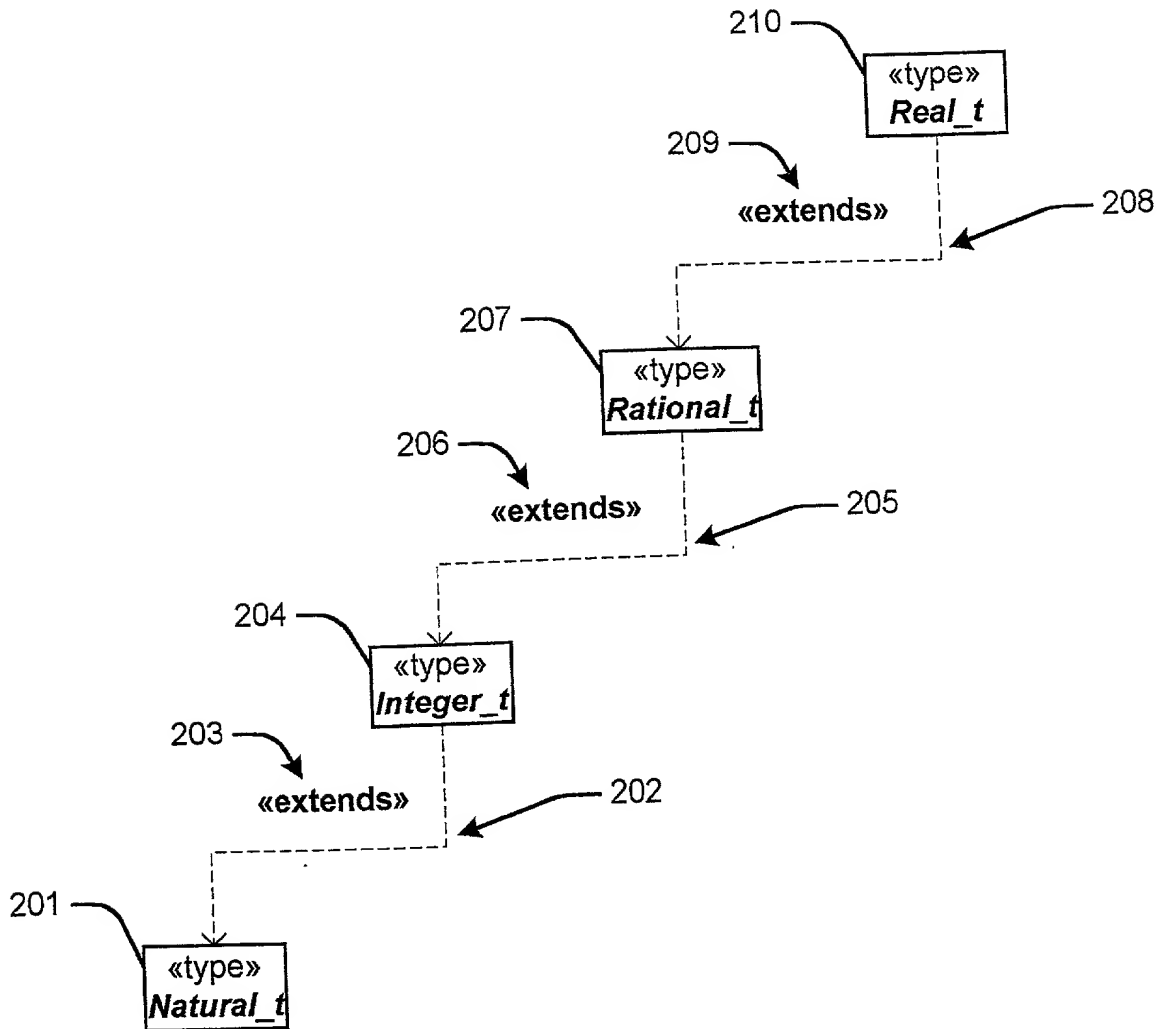 210
«type»
Real_t
209
«extends»
208
207
«type»
Rational_t
206
«extends»
205
204
«type»
Integer_t
203
«extends»
202
201
«type»
Natural_t